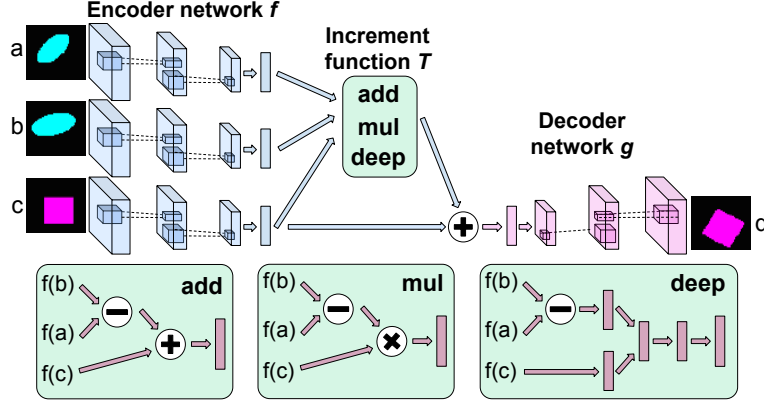 Encoder network f
a
b
c
Increment
function T
add
mul
deep
Decoder
network g
d
f(b)
f(a)
f(c)
add
f(b)
f(a)
f(c)
mul
f(b)
f(a)
f(c)
deep